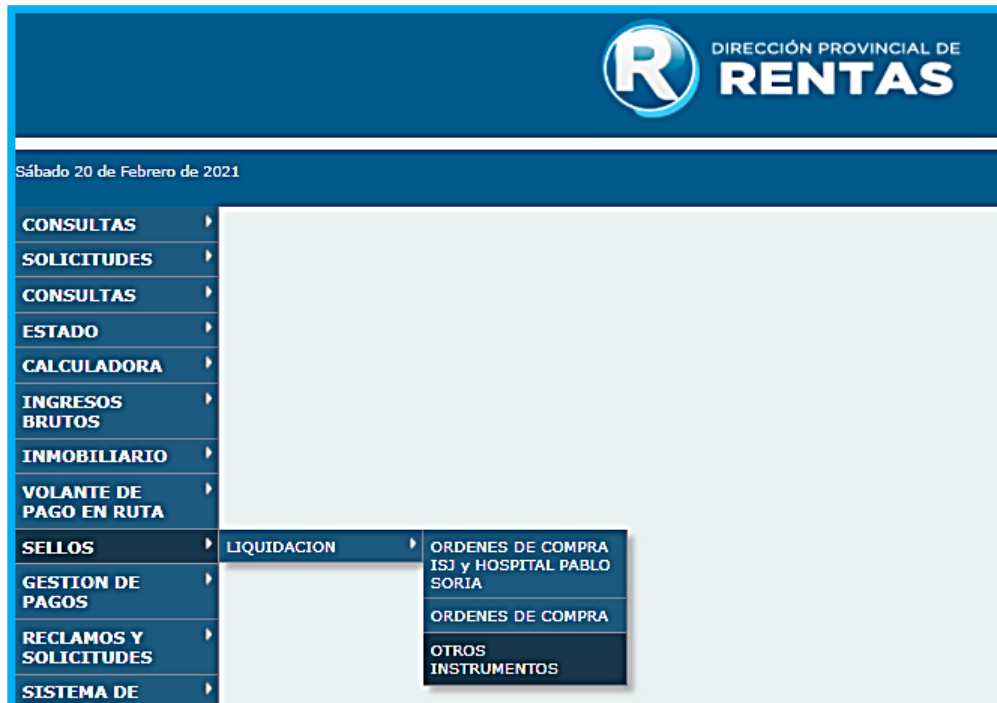 R
DIRECCIÓN PROVINCIAL DE
RENTAS
Sábado 20 de Febrero de 2021
CONSULTAS
SOLICITUDES
CONSULTAS
ESTADO
CALCULADORA
INGRESOS
BRUTOS
INMOBILIARIO
VOLANTE DE
PAGO EN RUTA
SELLOS
LIQUIDACION
ORDENES DE COMPRA
ISJ y HOSPITAL PABLO
SORIA
ORDENES DE COMPRA
OTROS
INSTRUMENTOS
GESTION DE
PAGOS
RECLAMOS Y
SOLICITUDES
SISTEMA DE